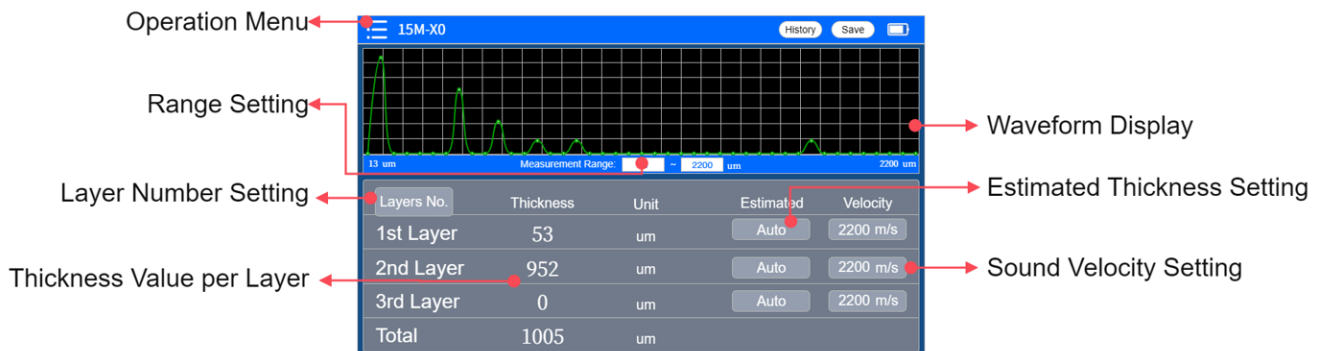 Operation Menu
15M-X0
History
Save
Range Setting
Waveform Display
13 um
Measurement Range:
~
2200
um
2200 um
Layer Number Setting
Estimated Thickness Setting
Layers No.
Thickness
Unit
Estimated
Velocity
1st Layer
53
um
Auto
2200 m/s
Thickness Value per Layer
2nd Layer
952
um
Auto
2200 m/s
Sound Velocity Setting
3rd Layer
0
um
Auto
2200 m/s
Total
1005
um